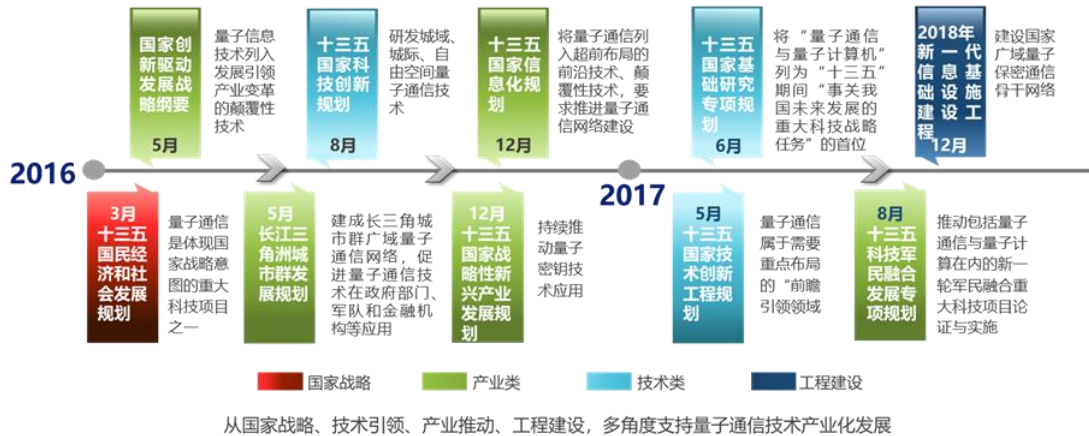 国家创
新驱动
发展战
略纲要
5月
量子信息
技术列入
发展引领
产业变革
的颠覆性
技术
十三五
国家科
技创新
规划
8月
研发城域、
城际、自
由空间量
子通信技
术
十三五
国家信
息化规
划
12月
将量子通信列
入超前布局的
前沿技术、颠
覆性技术，要
求推进量子通
信网络建设
十三五
国家基
础研究
专项规
划
6月
将“量子通信
与量子计算机”
列为“十三五”
期间“事关我
国未来发展的
重大科技战略
任务”的首位
2018年
新一代
信息基
础设施
建设工
程
12月
建设国家
广域量子
保密通信
骨干网络
2016
2017
3月
十三五
国民经
济和社
会发展
规划
量子通信
是体现国
家战略意
图的重大
科技项目
之一
5月
长江三
角洲城
市群发
展规划
建成长三角城
市群广域量子
通信网络，促
进量子通信技
术在政府部门、
军队和金融机
构等应用
12月
十三五
国家战
略性新
兴产业
发展规
划
持续推
动量子
密钥技
术应用
5月
十三五
国家技
术创新
工程规
划
量子通信
属于需要
重点布局
的“前瞻
引领领域
8月
十三五
科技军
民融合
发展专
项规划
推动包括量子
通信与量子计
算在内的新一
轮军民融合重
大科技项目论
证与实施
国家战略
产业类
技术类
工程建设
从国家战略、技术引领、产业推动、工程建设，多角度支持量子通信技术产业化发展